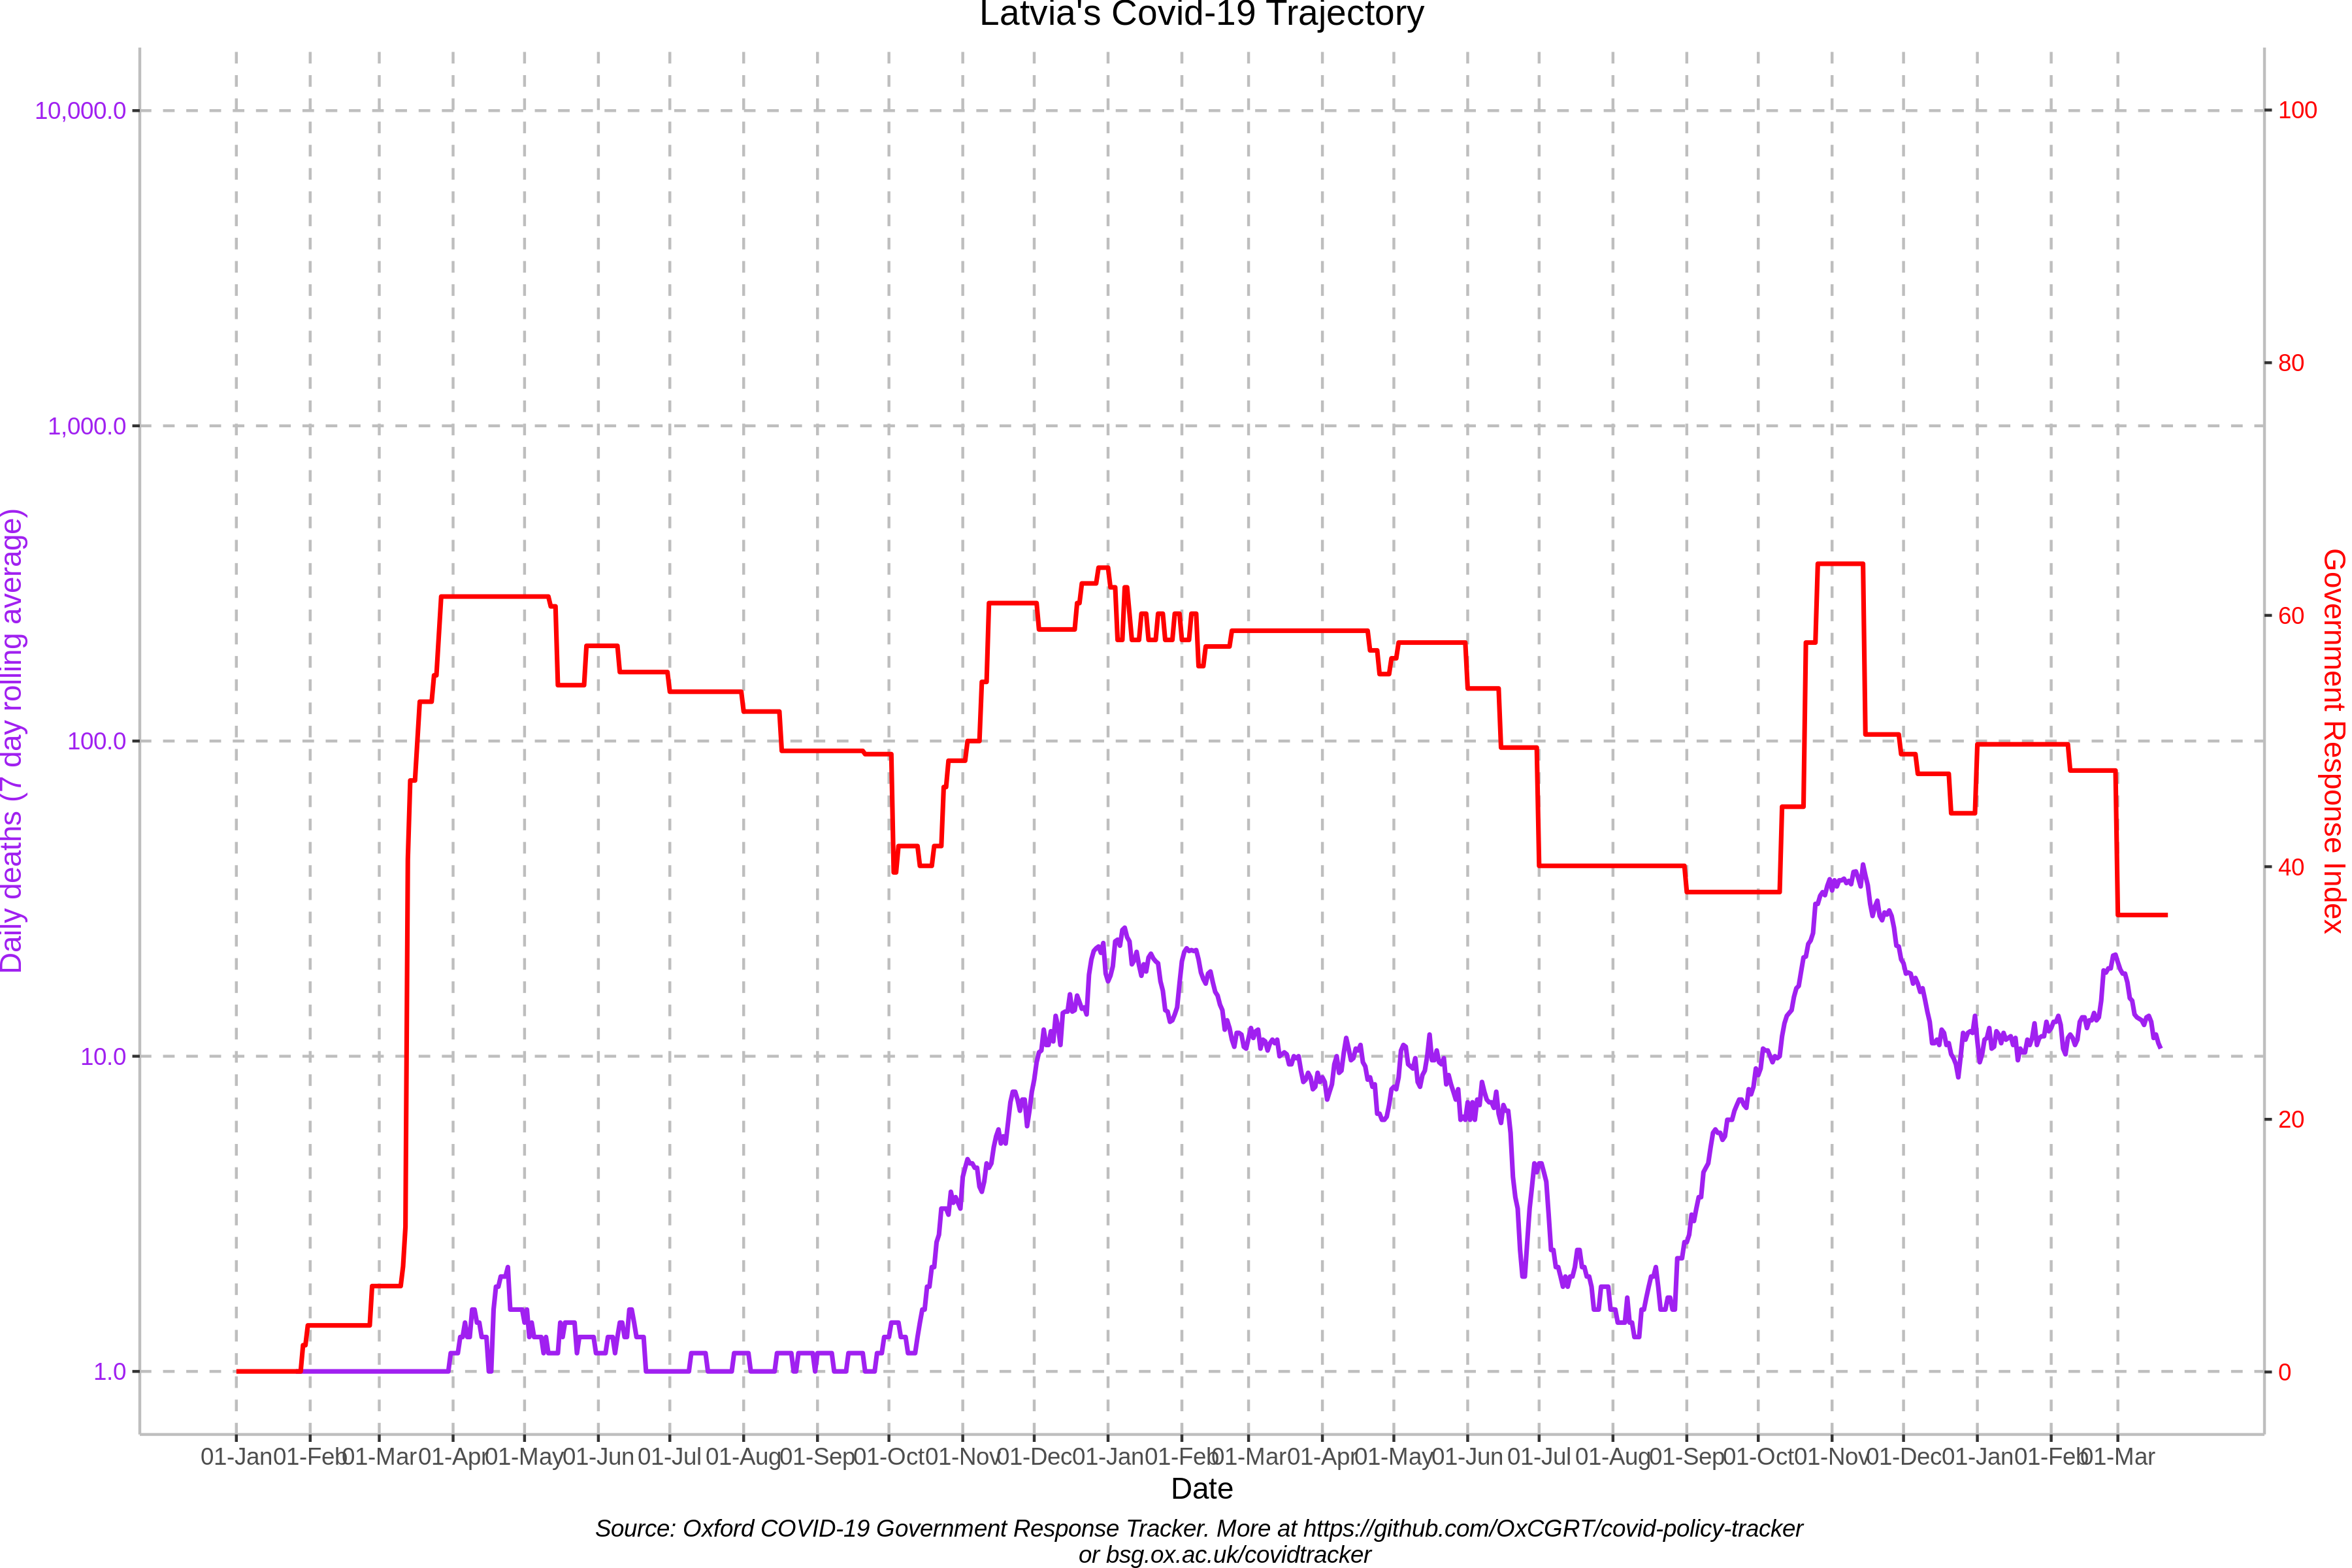 Latvia's Covid-19 Trajectory
10,000.0
1,000.0
100.0
10.0
1.0
Daily deaths (7 day rolling average)
100
80
60
40
20
0
Government Response Index
01-Jan 01-Feb 01-Mar 01-Apr 01-May 01-Jun 01-Jul 01-Aug 01-Sep 01-Oct 01-Nov 01-Dec 01-Jan 01-Feb 01-Mar 01-Apr 01-May 01-Jun 01-Jul 01-Aug 01-Sep 01-Oct 01-Nov 01-Dec 01-Jan 01-Feb 01-Mar
Date
Source: Oxford COVID-19 Government Response Tracker. More at https://github.com/OxCGRT/covid-policy-tracker
or bsg.ox.ac.uk/covidtracker